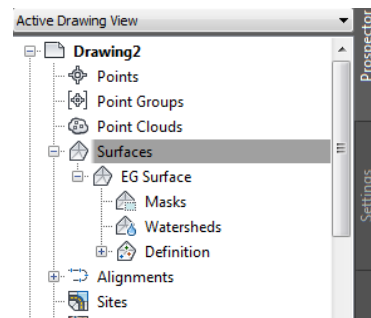 Active Drawing View
Drawing2
Points
Point Groups
Point Clouds
Surfaces
EG Surface
Masks
Watersheds
Definition
Alignments
Sites
Prospector
Settings